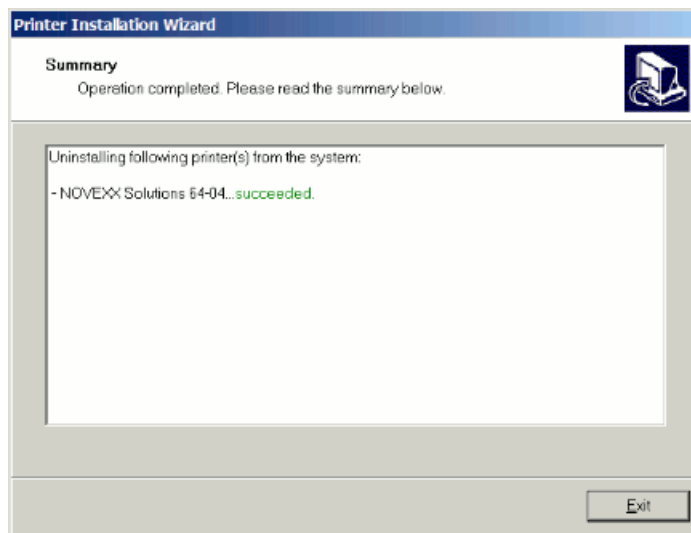 Printer Installation Wizard
Summary
Operation completed. Please read the summary below.
Uninstalling following printer(s) from the system:
- NOVEXX Solutions 64-04...succeeded.
Exit